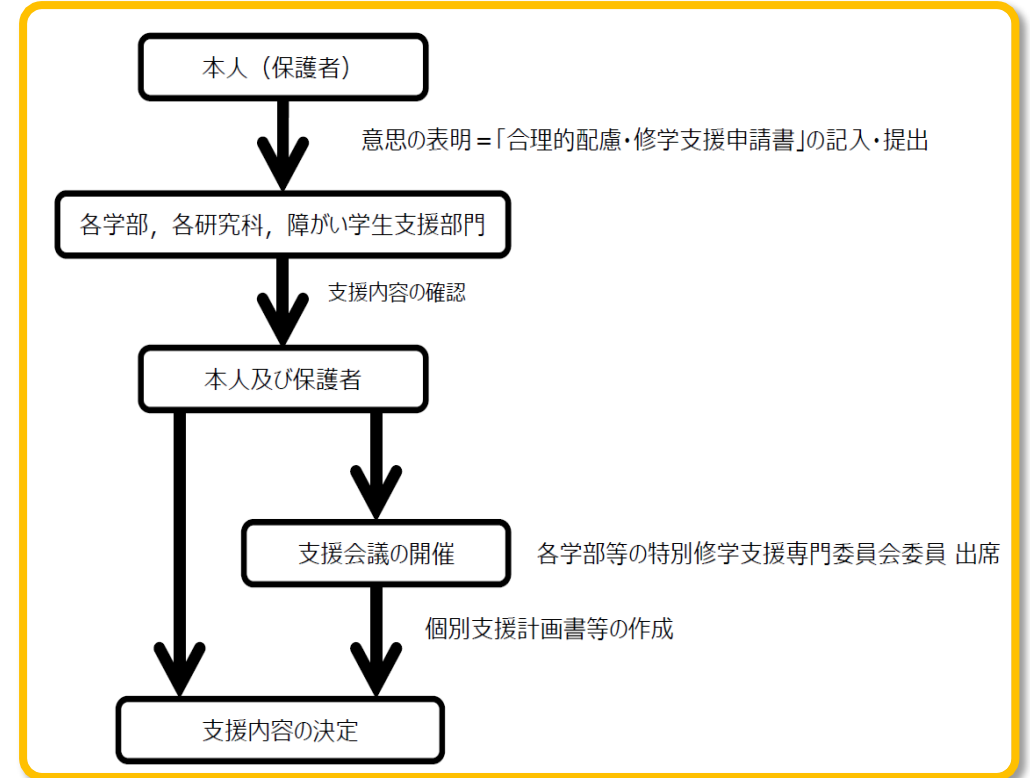 本人（保護者）
意思の表明＝「合理的配慮・修学支援申請書」の記入・提出
各学部，各研究科，障がい学生支援部門
支援内容の確認
本人及び保護者
支援会議の開催
各学部等の特別修学支援専門委員会委員 出席
個別支援計画書等の作成
支援内容の決定